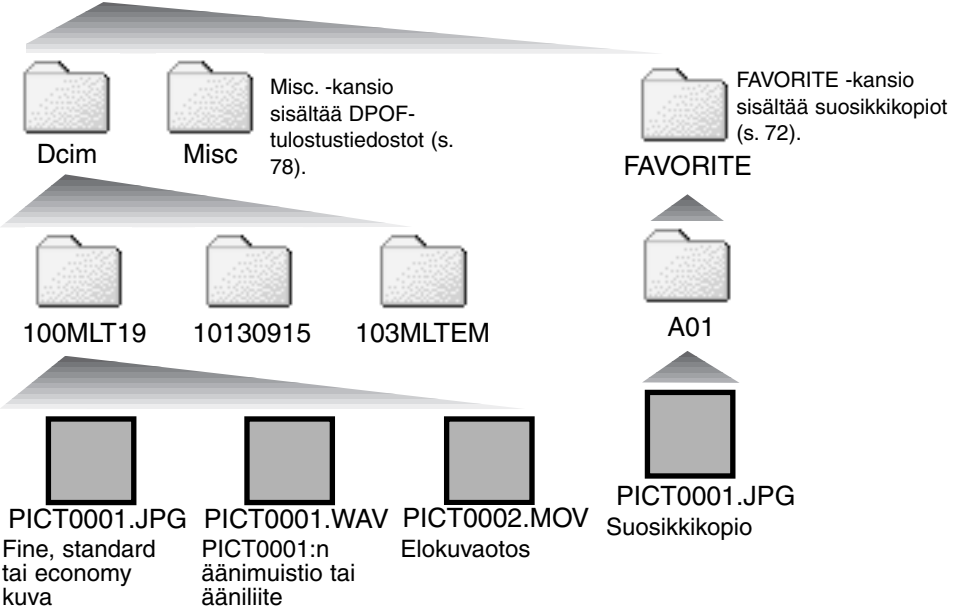 Dcim
Misc
Misc. -kansio
sisältää DPOF-
tulostustiedostot (s.
78).
FAVORITE
FAVORITE -kansio
sisältää suosikkikopiot
(s. 72).
100MLT19
10130915
103MLTEM
A01
PICT0001.JPG
Fine, standard
tai economy
kuva
PICT0001.WAV
PICT0001:n
äänimuistio tai
ääniliite
PICT0002.MOV
Elokuvaotos
PICT0001.JPG
Suosikkikopio